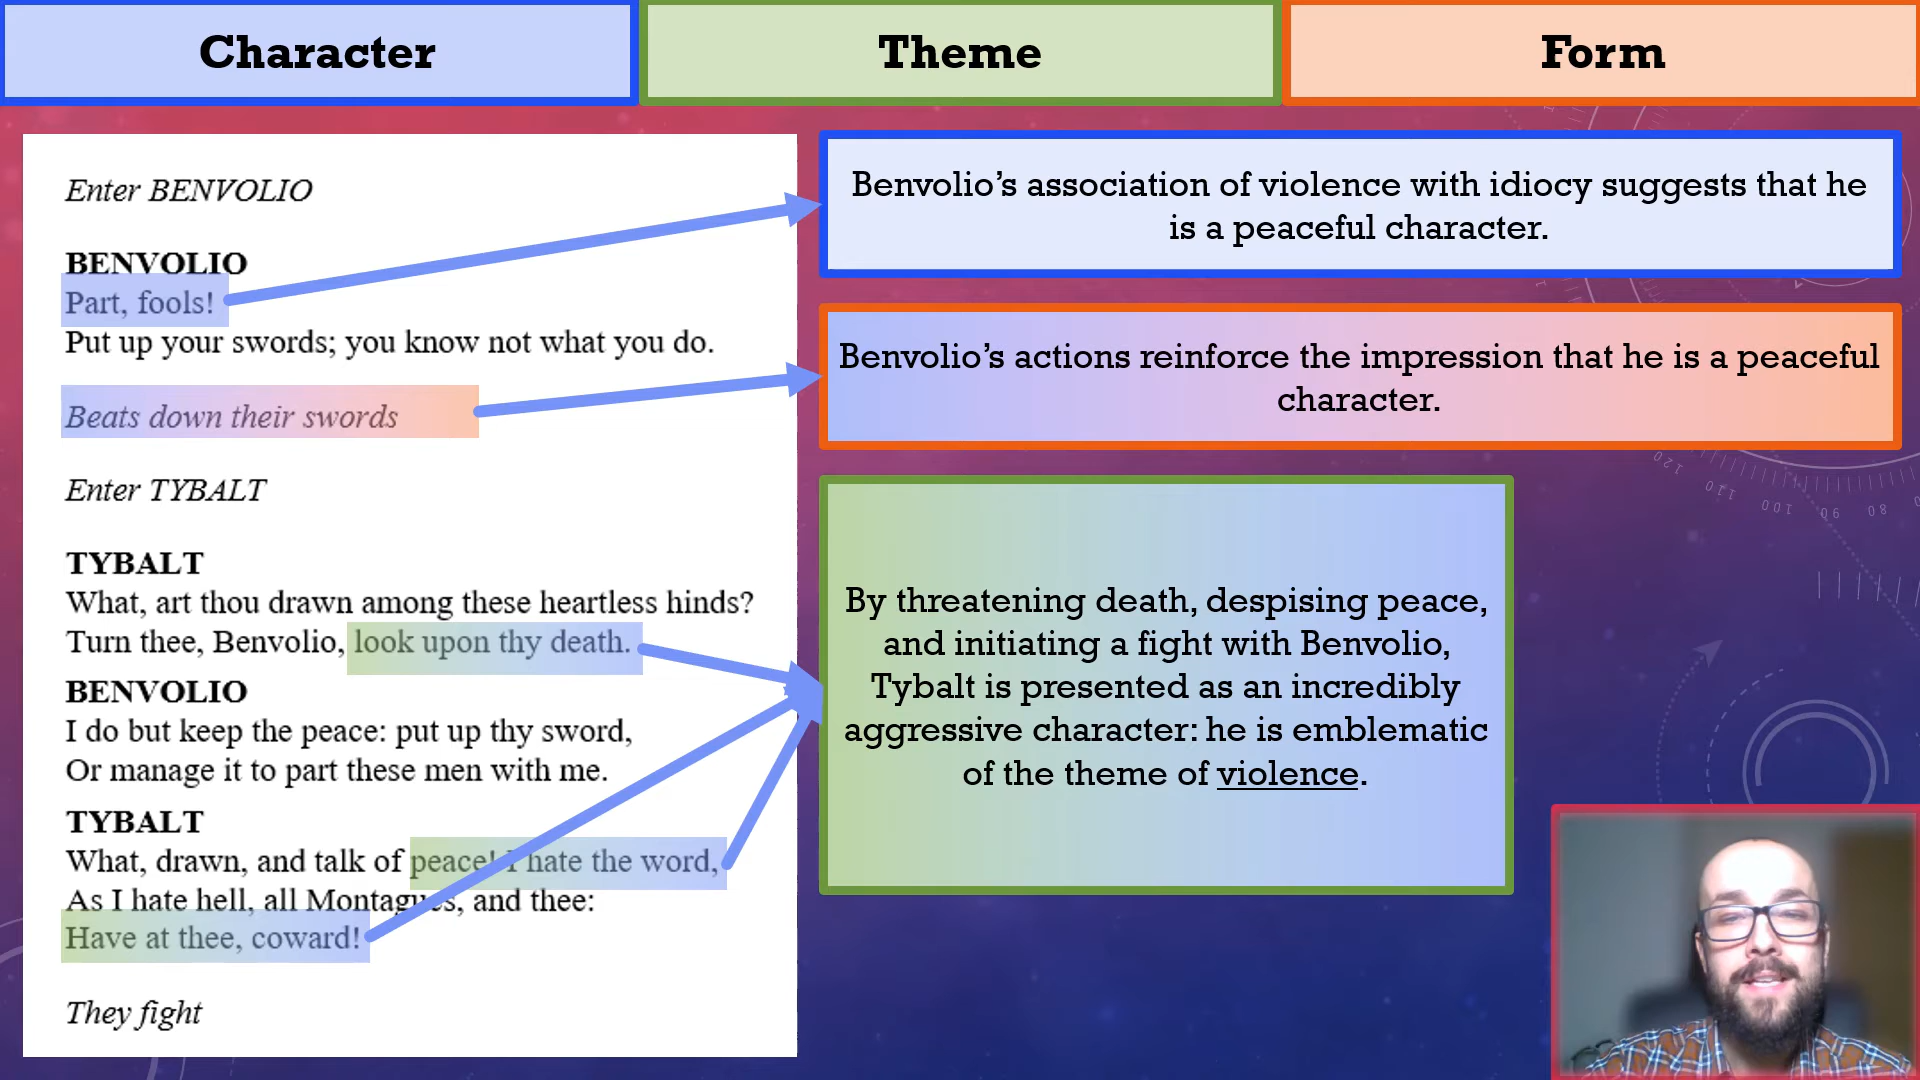 Character
Theme
Form
Enter BENVOLIO
BENVOLIO
Part, fools!
Put up your swords; you know not what you do.
Beats down their swords
Enter TYBALT
TYBALT
What, art thou drawn among these heartless hinds?
Turn thee, Benvolio, look upon thy death.
BENVOLIO
I do but keep the peace: put up thy sword,
Or manage it to part these men with me.
TYBALT
What, drawn, and talk of peace! I hate the word,
As I hate hell, all Montagues, and thee:
Have at thee, coward!
They fight
Benvolio’s association of violence with idiocy suggests that he
is a peaceful character.
Benvolio’s actions reinforce the impression that he is a peaceful
character.
By threatening death, despising peace,
and initiating a fight with Benvolio,
Tybalt is presented as an incredibly
aggressive character: he is emblematic
of the theme of violence.
120
110
100
90
80